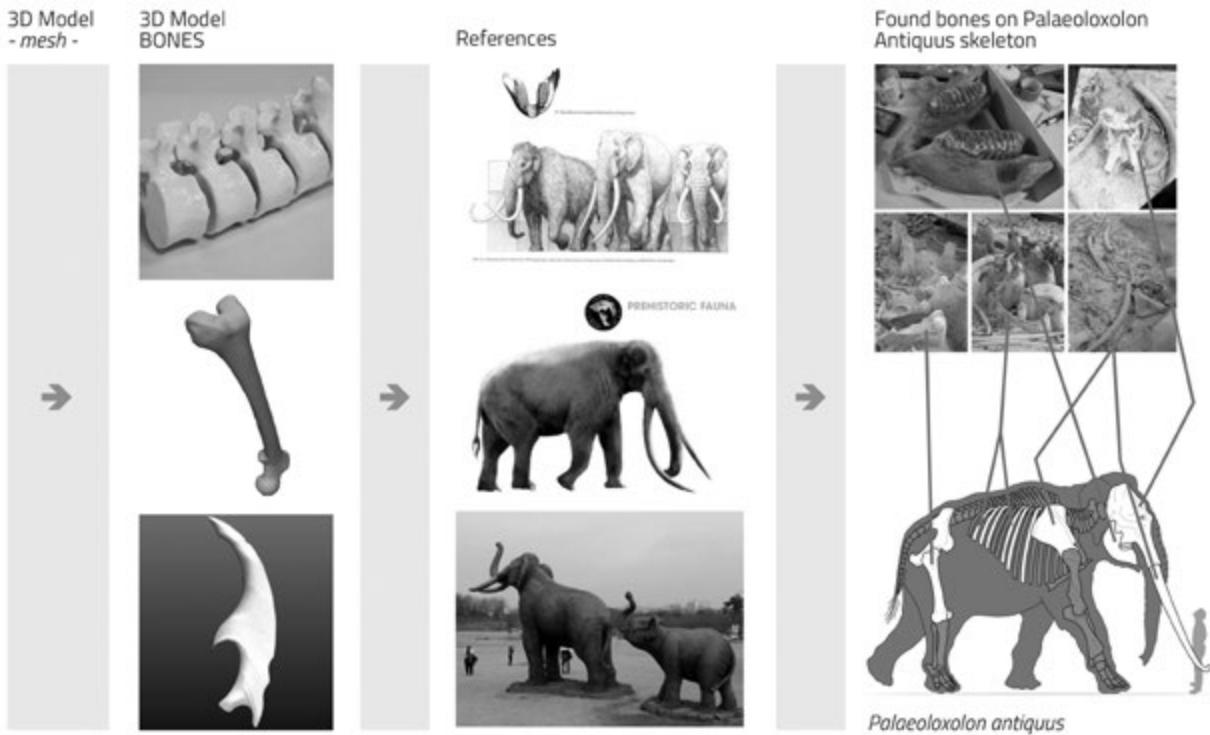 3D Model
- mesh -
3D Model
BONES
References
PREHISTORIC FAUNA
Found bones on Palaeoloxolon
Antiquus skeleton
Palaeoloxolon antiquus